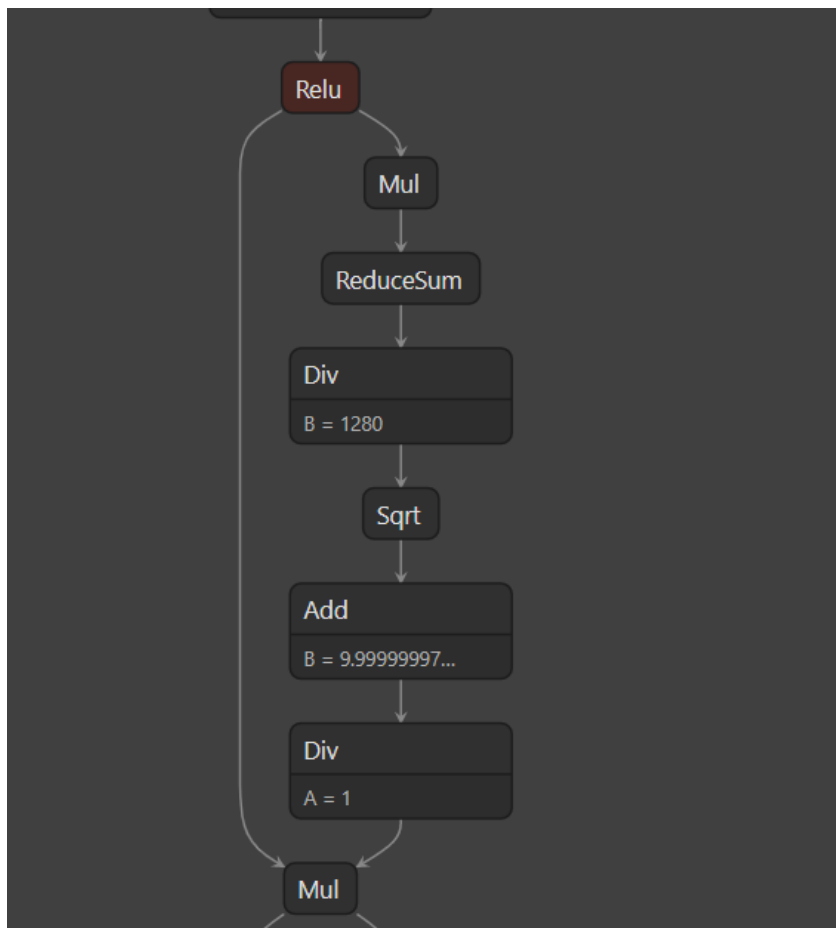 Relu
Mul
ReduceSum
Div
B = 1280
Sqrt
Add
B = 9.99999997...
Div
A = 1
Mul